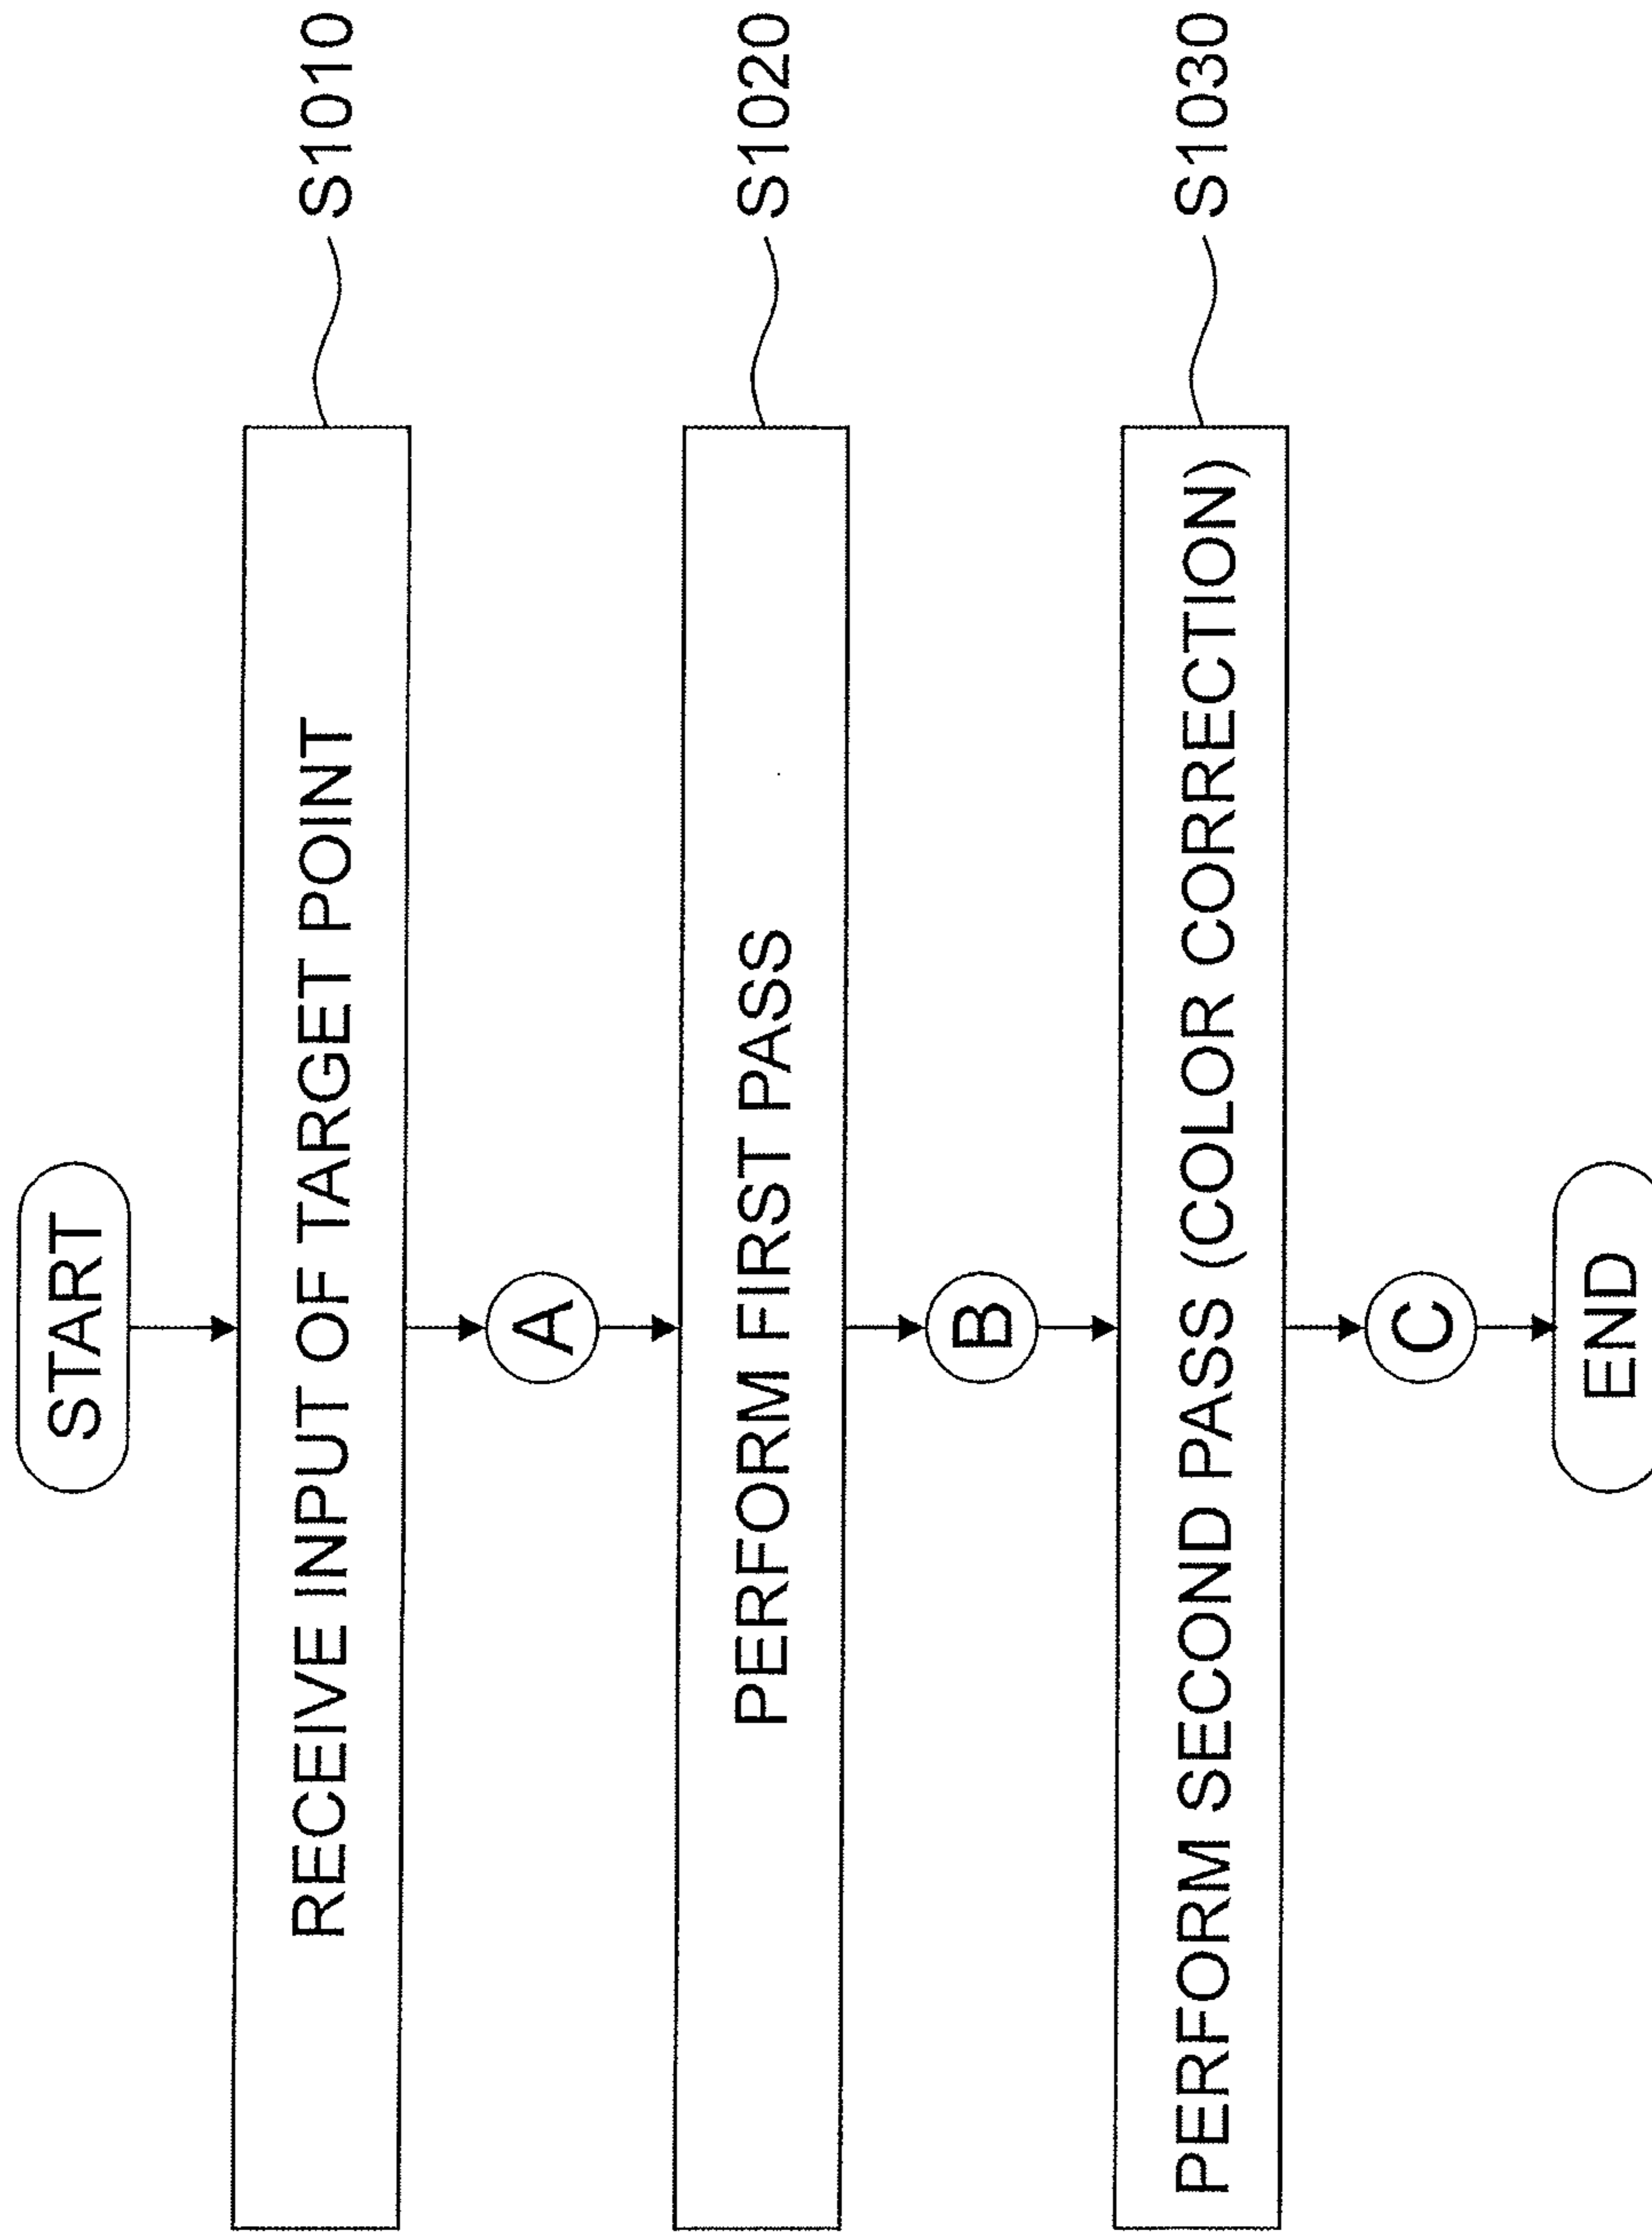 START
RECEIVE INPUT OF TARGET POINT
S1010
A
PERFORM FIRST PASS
S1020
B
PERFORM SECOND PASS (COLOR CORRECTION)
S1030
C
END